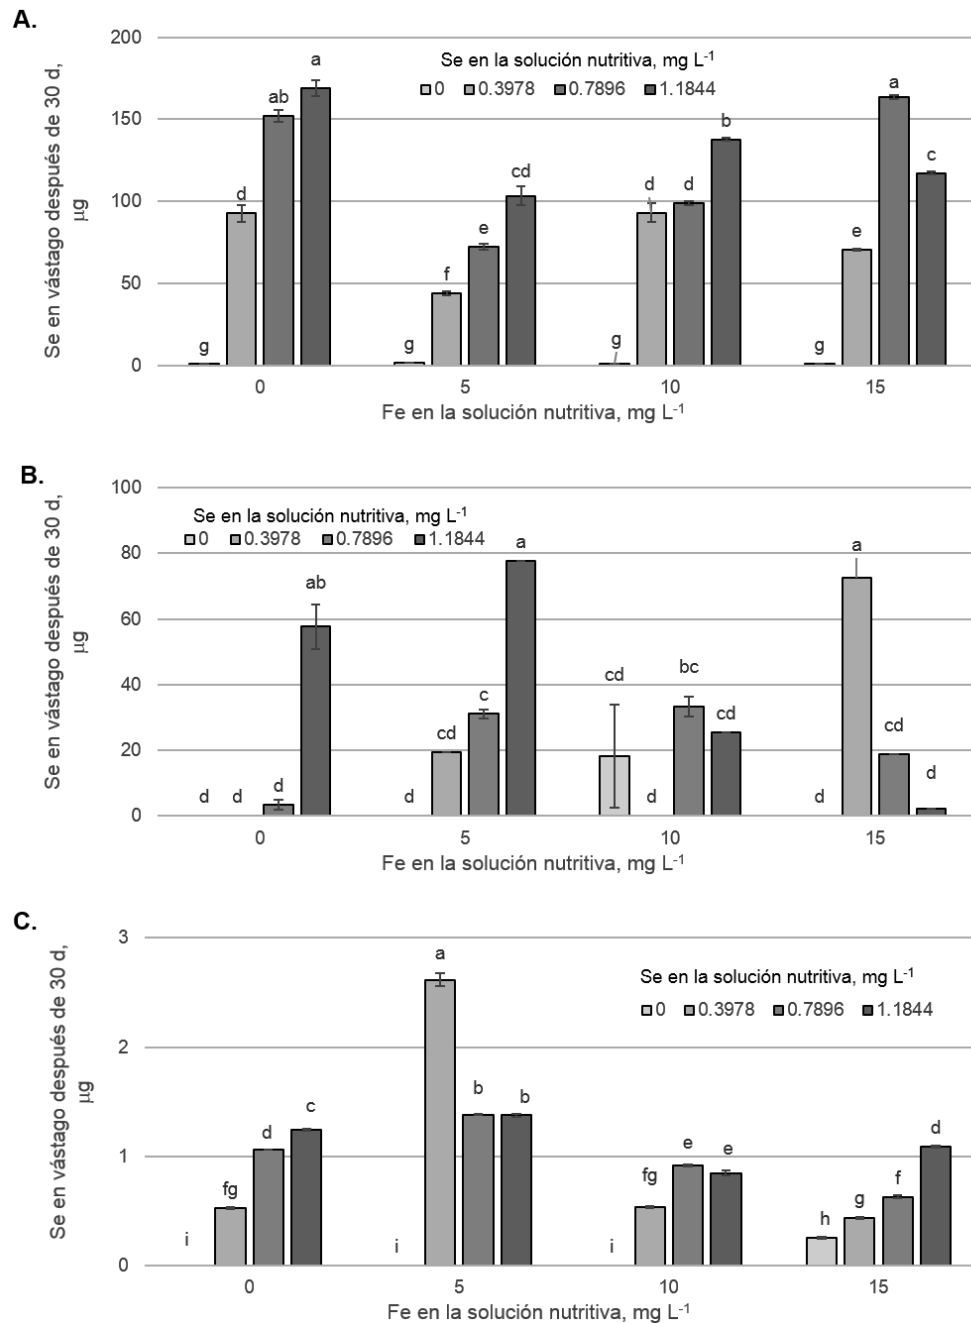 A.
Se en vástago después de 30 d,
µg
200
150
100
50
0
Se en la solución nutritiva, mg L-1
0 0.3978 0.7896 1.1844
g d ab a
g f e cd
g d d b
g e a c
0 5 10 15
Fe en la solución nutritiva, mg L-1
B.
Se en vástago después de 30 d,
µg
100
80
60
40
20
0
Se en la solución nutritiva, mg L-1
0 0.3978 0.7896 1.1844
d d d ab
d cd c a
cd d bc cd
d a cd d
0 5 10 15
Fe en la solución nutritiva, mg L-1
C.
Se en vástago después de 30 d,
µg
3
2
1
0
Se en la solución nutritiva, mg L-1
0 0.3978 0.7896 1.1844
i fg d c
i a b b
i fg e e
h g f d
0 5 10 15
Fe en la solución nutritiva, mg L-1